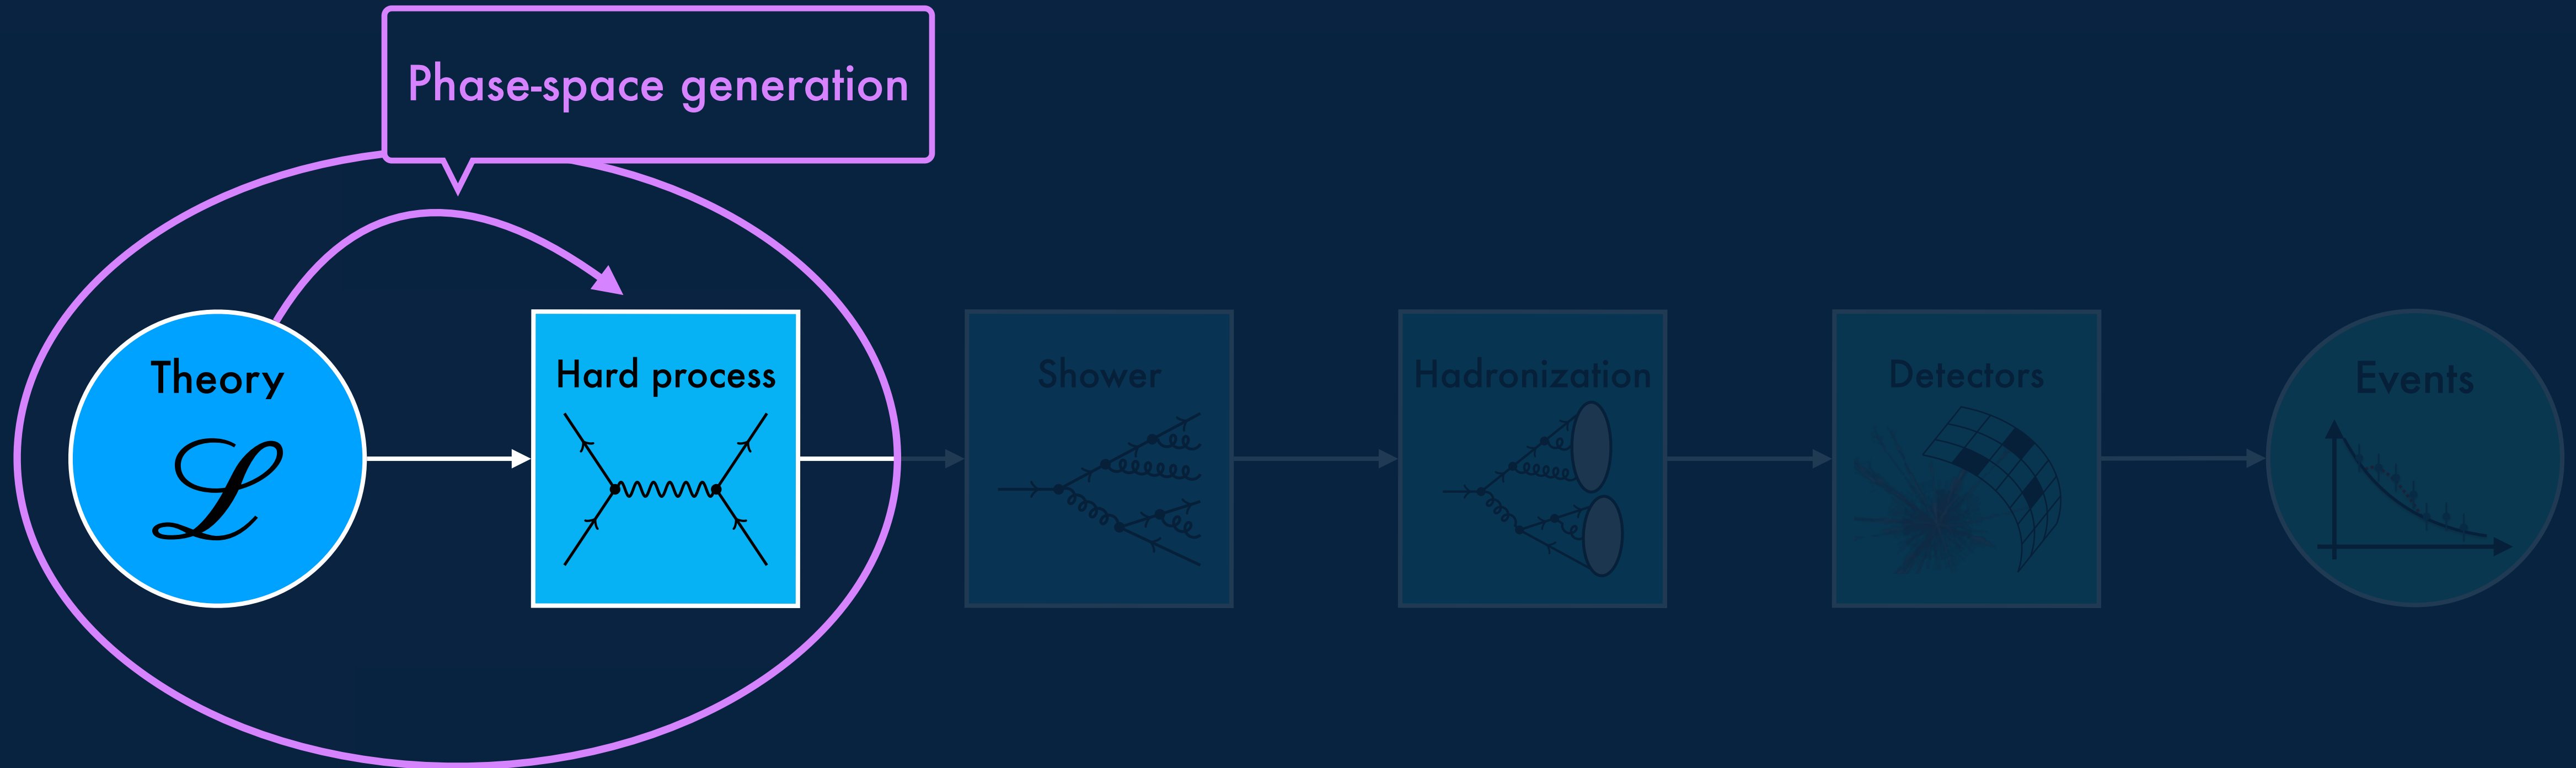 Phase-space generation
Theory
ℒ
Hard process
Shower
Hadronization
Detectors
Events